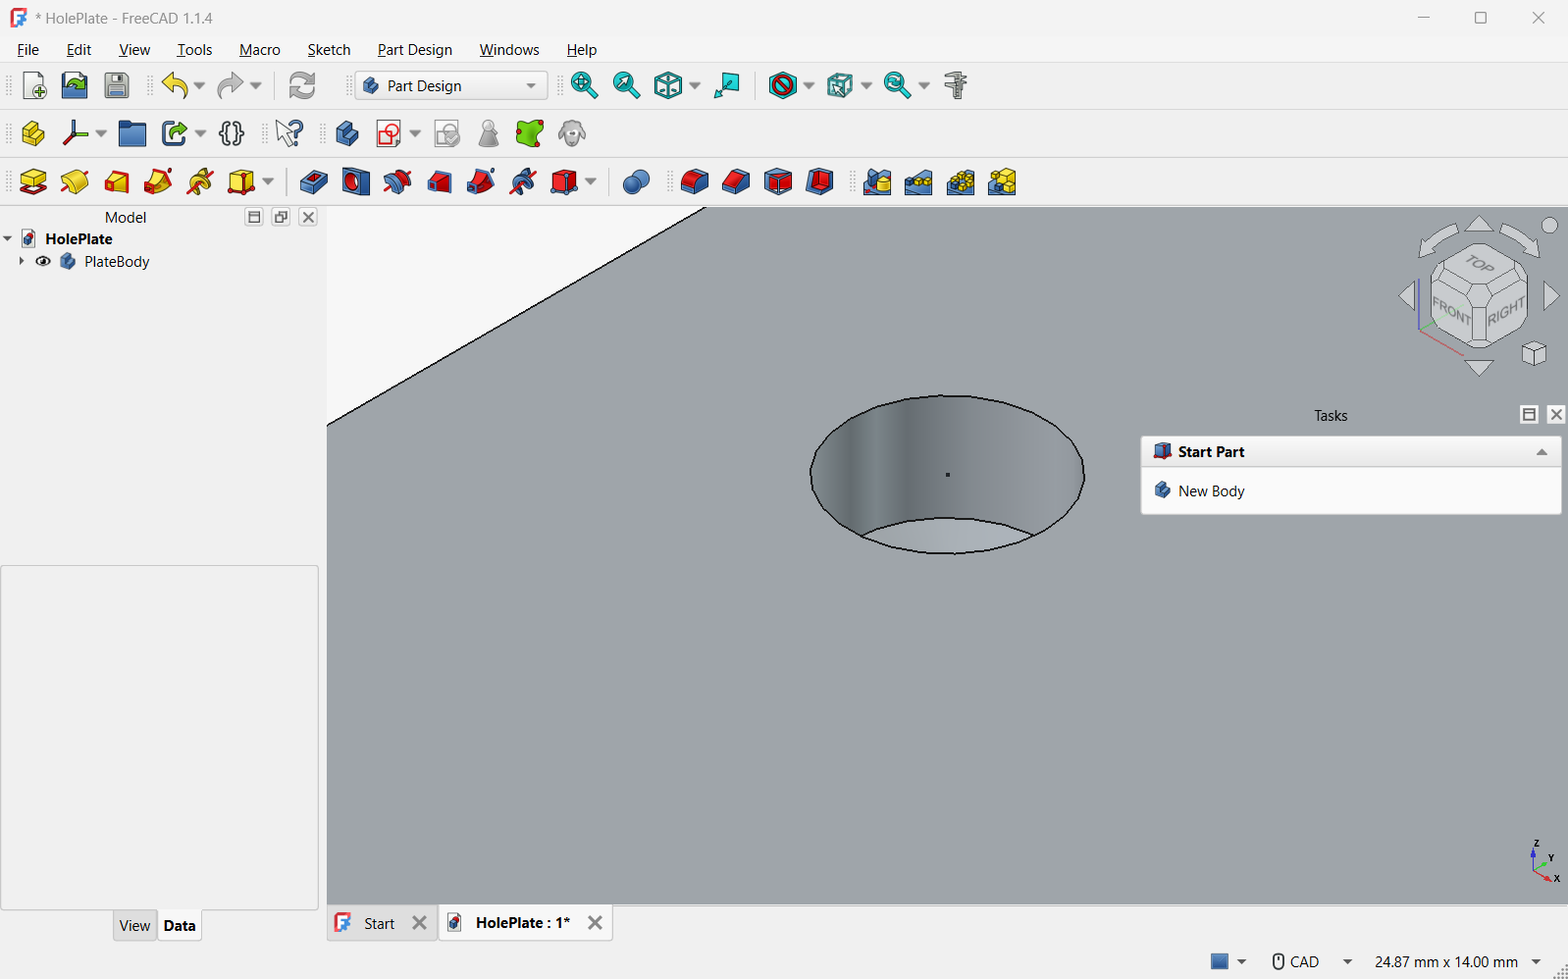 * HolePlate - FreeCAD 1.1.4
File Edit View Tools Macro Sketch Part Design Windows Help
Part Design
Model
HolePlate
PlateBody
TOP
FRONT
RIGHT
Tasks
Start Part
New Body
Z
Y
X
View Data
Start
HolePlate : 1*
CAD
24.87 mm x 14.00 mm